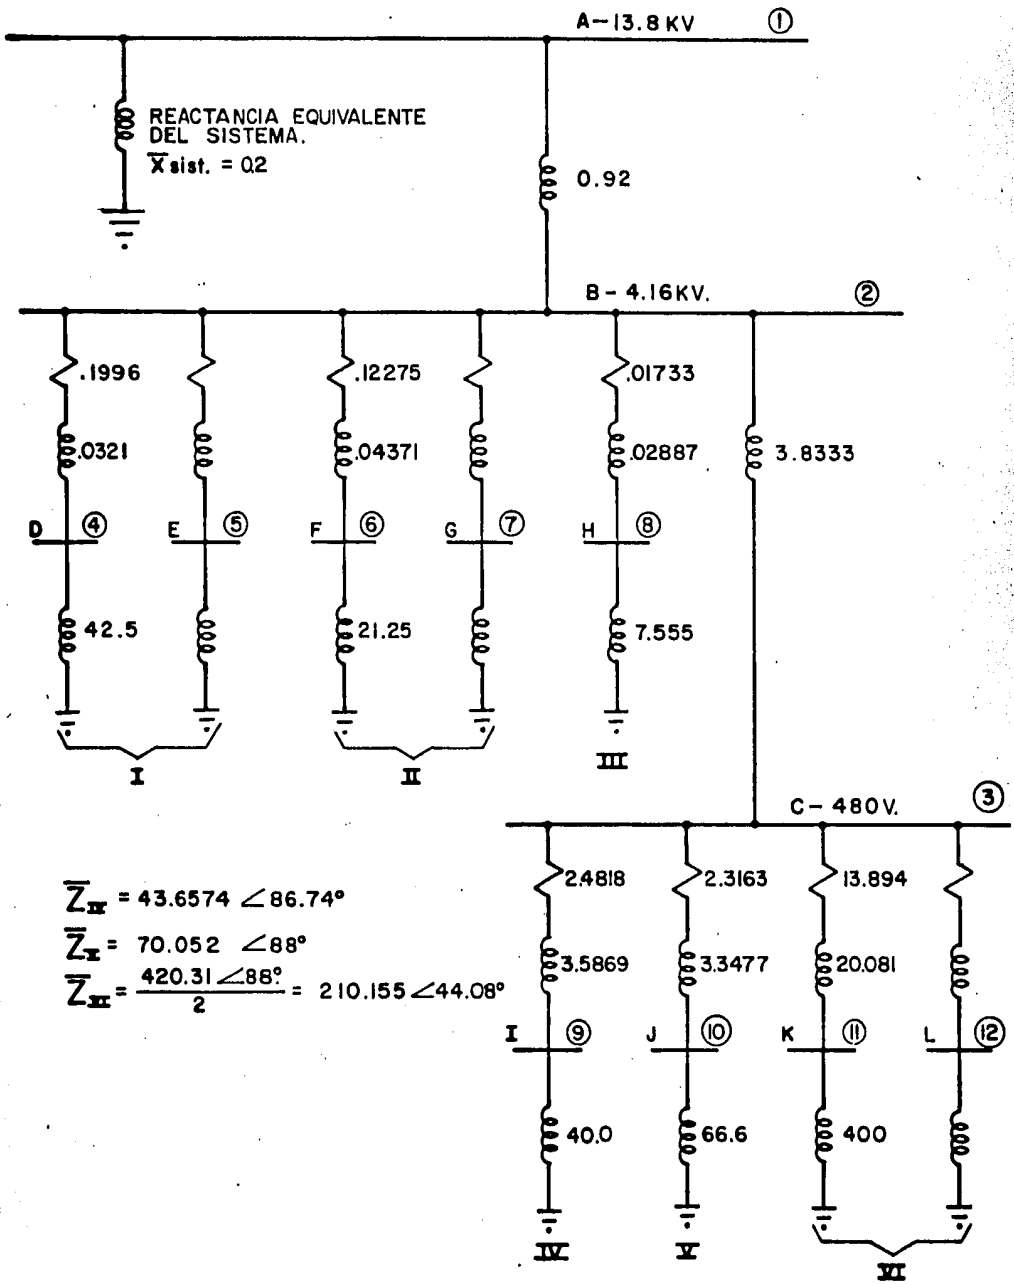 A-13.8 KV ①
REACTANCIA EQUIVALENTE
DEL SISTEMA.
X̅ sist. = 0.2
0.92
B - 4.16KV. ②
.1996
.12275
.01733
.0321
.04371
.02887
3.8333
D ④
E ⑤
F ⑥
G ⑦
H ⑧
42.5
21.25
7.555
I
II
III
C - 480V. ③
2.4818
2.3163
13.894
Z̅IV = 43.6574 ∠86.74°
Z̅V = 70.052 ∠88°
Z̅VI = 420.31 ∠88° / 2 = 210.155 ∠44.08°
3.5869
3.3477
20.081
I ⑨
J ⑩
K ⑪
L ⑫
40.0
66.6
400
IV
V
VI